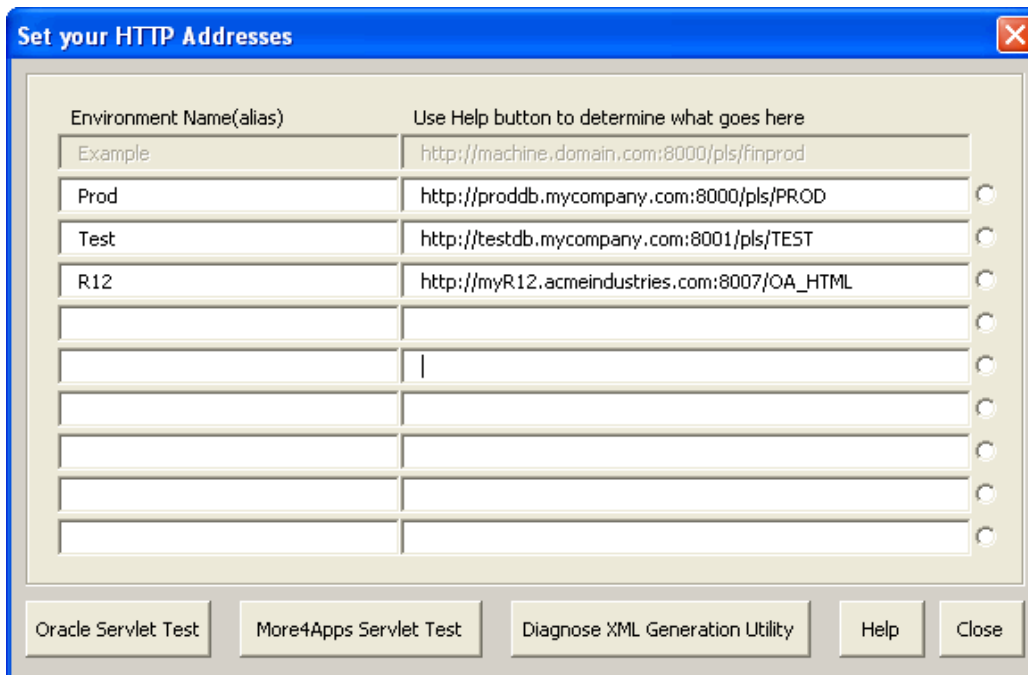 Set your HTTP Addresses
Environment Name(alias) Use Help button to determine what goes here
Example http://machine.domain.com:8000/pls/finprod
Prod http://proddb.mycompany.com:8000/pls/PROD
Test http://testdb.mycompany.com:8001/pls/TEST
R12 http://myR12.acmeindustries.com:8007/OA_HTML
Oracle Servlet Test More4Apps Servlet Test Diagnose XML Generation Utility Help Close